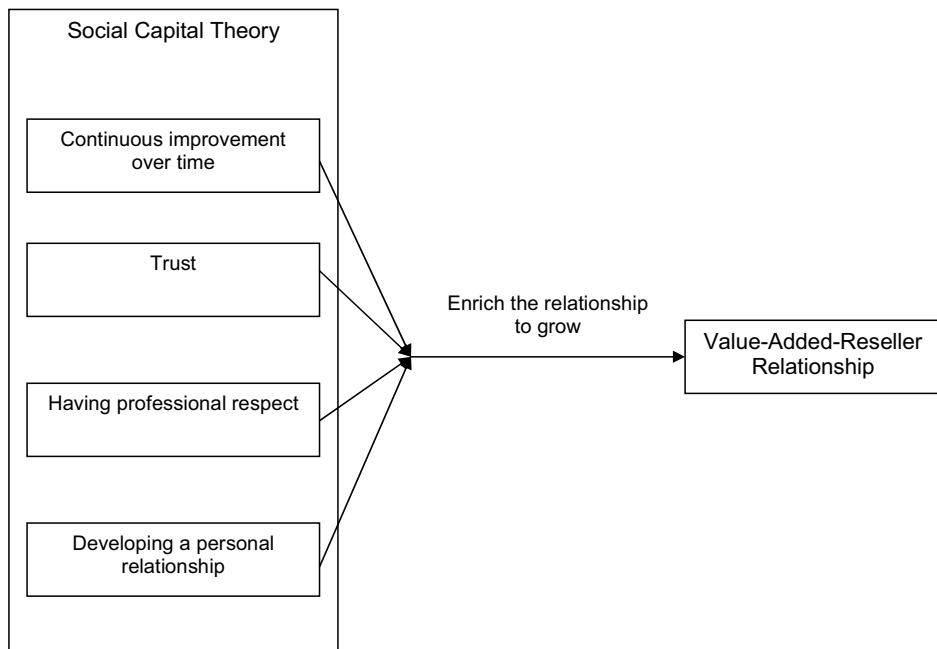 Social Capital Theory
Continuous improvement
over time
Trust
Having professional respect
Developing a personal
relationship
Enrich the relationship
to grow
Value-Added-Reseller
Relationship